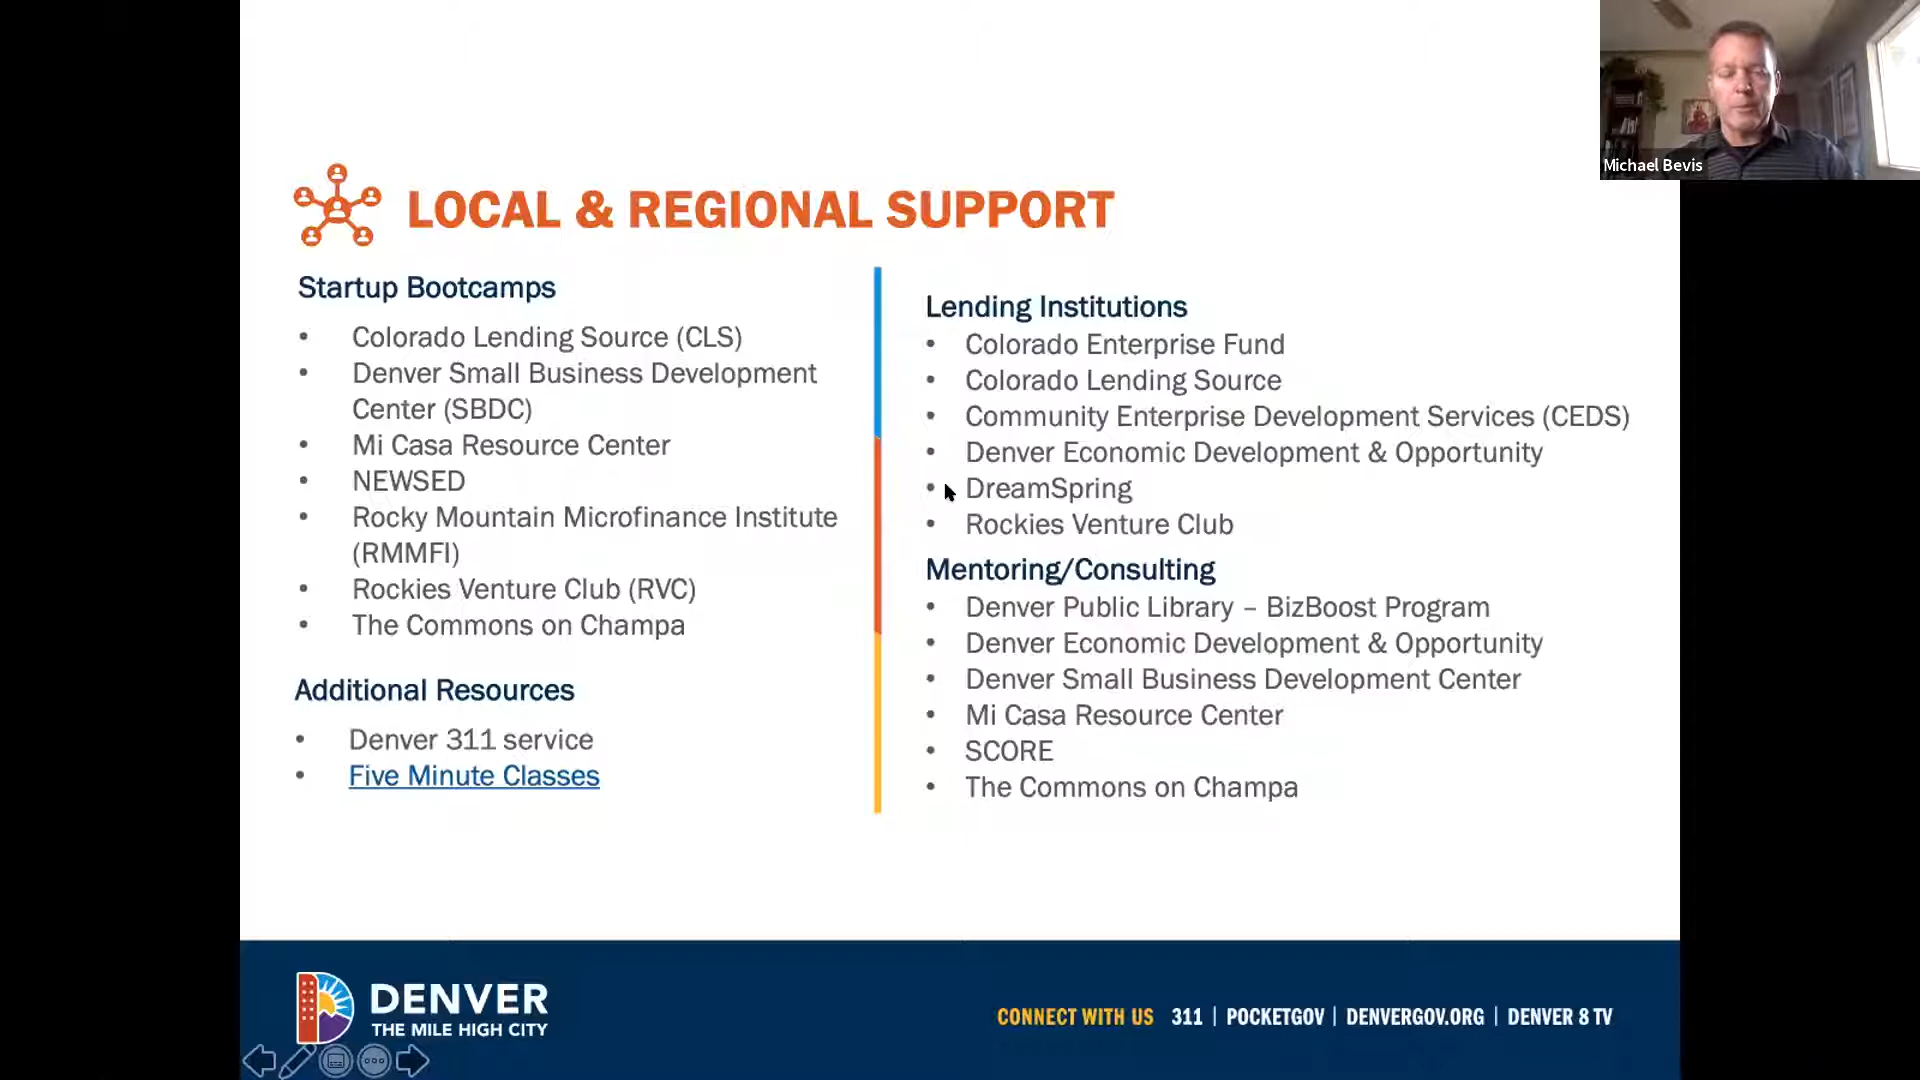 LOCAL & REGIONAL SUPPORT
Startup Bootcamps
• Colorado Lending Source (CLS)
• Denver Small Business Development
Center (SBDC)
• Mi Casa Resource Center
• NEWSED
• Rocky Mountain Microfinance Institute
(RMMFI)
• Rockies Venture Club (RVC)
• The Commons on Champa
Additional Resources
• Denver 311 service
• Five Minute Classes
Lending Institutions
• Colorado Enterprise Fund
• Colorado Lending Source
• Community Enterprise Development Services (CEDS)
• Denver Economic Development & Opportunity
• DreamSpring
• Rockies Venture Club
Mentoring/Consulting
• Denver Public Library – BizBoost Program
• Denver Economic Development & Opportunity
• Denver Small Business Development Center
• Mi Casa Resource Center
• SCORE
• The Commons on Champa
Michael Bevis
DENVER
THE MILE HIGH CITY
CONNECT WITH US 311 | POCKETGOV | DENVERGOV.ORG | DENVER 8 TV